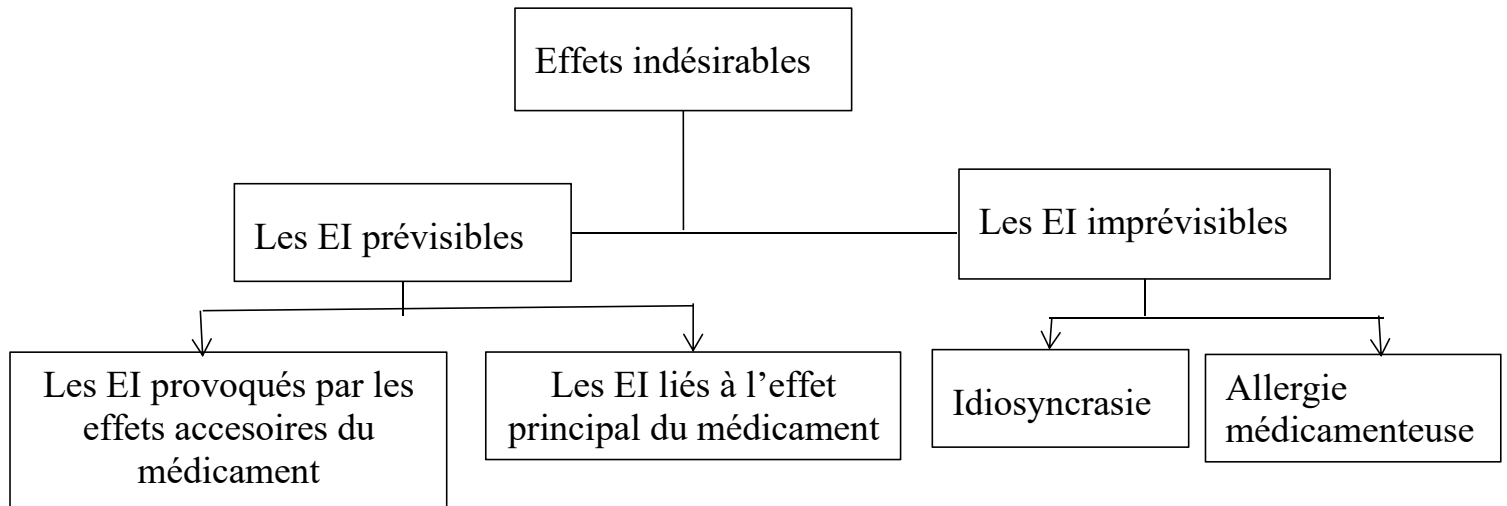 Effets indésirables
Les EI prévisibles
Les EI imprévisibles
Les EI provoqués par les
effets accesoires du
médicament
Les EI liés à l’effet
principal du médicament
Idiosyncrasie
Allergie
médicamenteuse